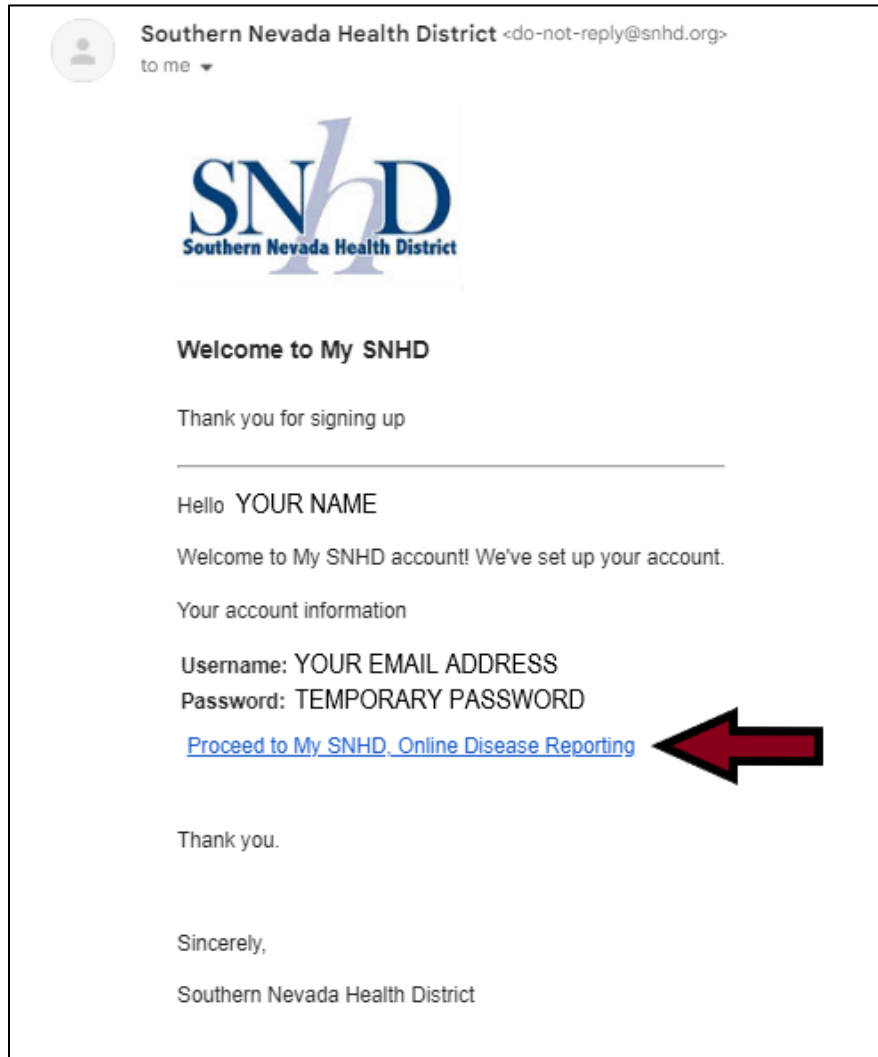 Southern Nevada Health District <do-not-reply@snhd.org>
to me
SNhD
Southern Nevada Health District
Welcome to My SNHD
Thank you for signing up
Hello YOUR NAME
Welcome to My SNHD account! We've set up your account.
Your account information
Username: YOUR EMAIL ADDRESS
Password: TEMPORARY PASSWORD
Proceed to My SNHD, Online Disease Reporting
Thank you.
Sincerely,
Southern Nevada Health District